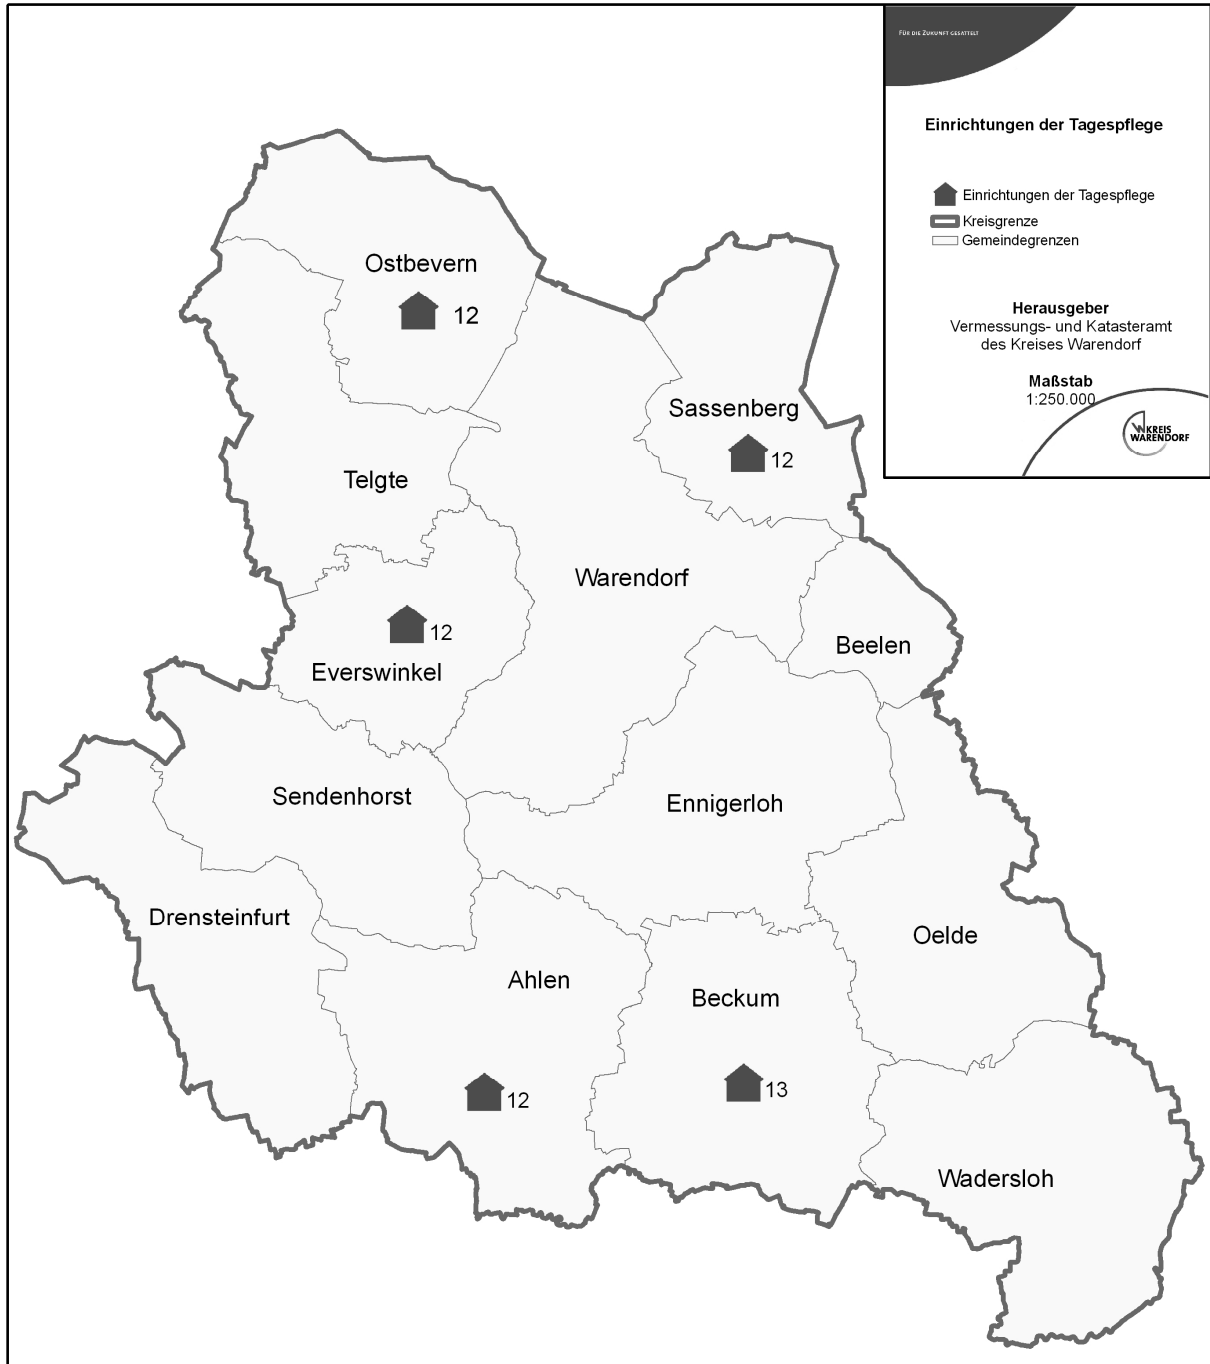 FÜR DIE ZUKUNFT GESATTELT
Einrichtungen der Tagespflege
Einrichtungen der Tagespflege
Kreisgrenze
Gemeindegrenzen
Herausgeber
Vermessungs- und Katasteramt
des Kreises Warendorf
Maßstab
1:250.000
KREIS
WARENDORF
Ostbevern
12
Sassenberg
12
Telgte
Warendorf
12
Everswinkel
Beelen
Sendenhorst
Ennigerloh
Drensteinfurt
Oelde
Ahlen
Beckum
13
12
Wadersloh